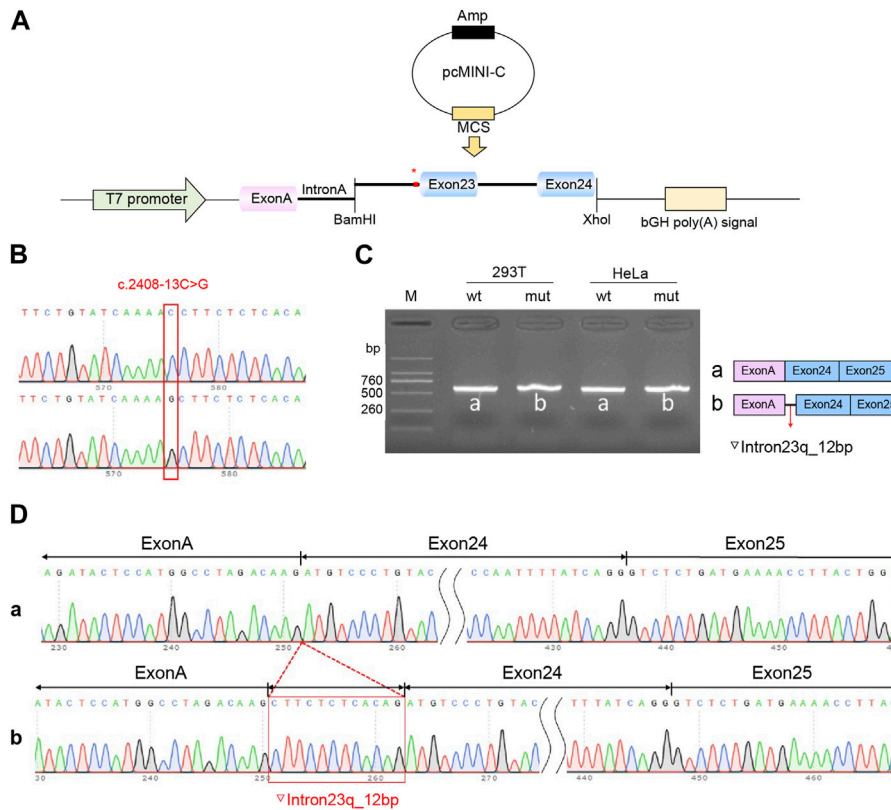 A
Amp
pcMINI-C
MCS
*
T7 promoter
ExonA
IntronA
BamHI
Exon23
Exon24
XhoI
bGH poly(A) signal
B
c.2408-13C>G
TTCTGTATCAAAACCTTCTCTCACA
570
580
TTCTGTATCAAAAGCTTCTCTCACA
570
580
C
293T
HeLa
M
wt
mut
wt
mut
bp
760
500
260
a
b
a
b
a
ExonA
Exon24
Exon25
b
ExonA
Exon24
Exon25
▽Intron23q_12bp
D
ExonA
Exon24
Exon25
AGATACTCCATGGCCTAGACAAGATGTCCCTGTAC
CCAATTTTATCAGGGTCTCTGATGAAAACCTTACTGG
a
230
240
250
260
430
440
450
ExonA
Exon24
Exon25
ATACTCCATGGCCTAGACAAGCTTCTCTCACAGATGTCCCTGTAC
TTTATCAGGGTCTCTGATGAAAACCTTA
b
240
250
260
270
440
450
460
▽Intron23q_12bp